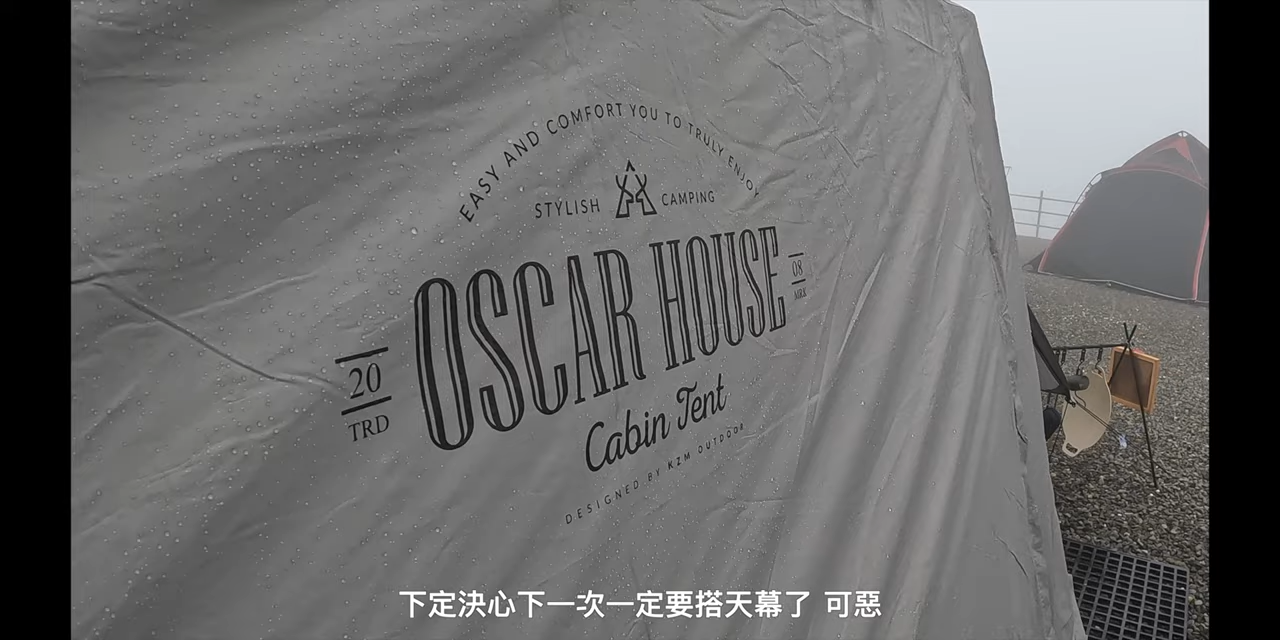 EASY AND COMFORT YOU TO TRULY ENJOY
STYLISH CAMPING
OSCAR HOUSE
20
TRD
08
MRK
Cabin Tent
DESIGNED BY KZM OUTDOOR
下定決心下一次一定要搭天幕了 可惡